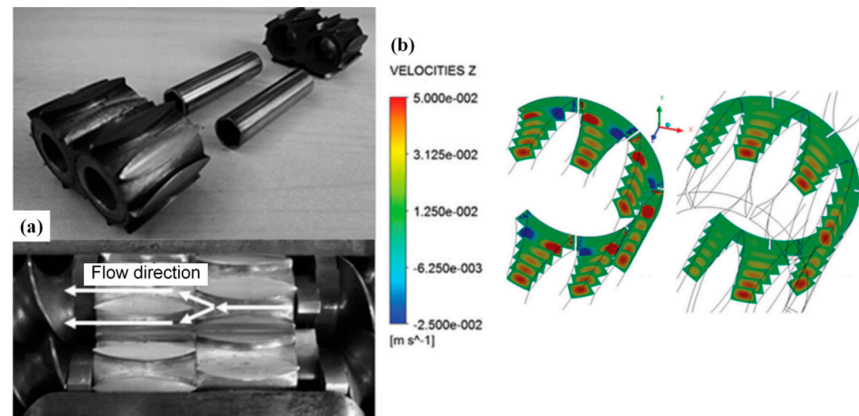 (a)
Flow direction
(b)
VELOCITIES Z
5.000e-002
3.125e-002
1.250e-002
-6.250e-003
-2.500e-002
[m s^-1]
Y
X